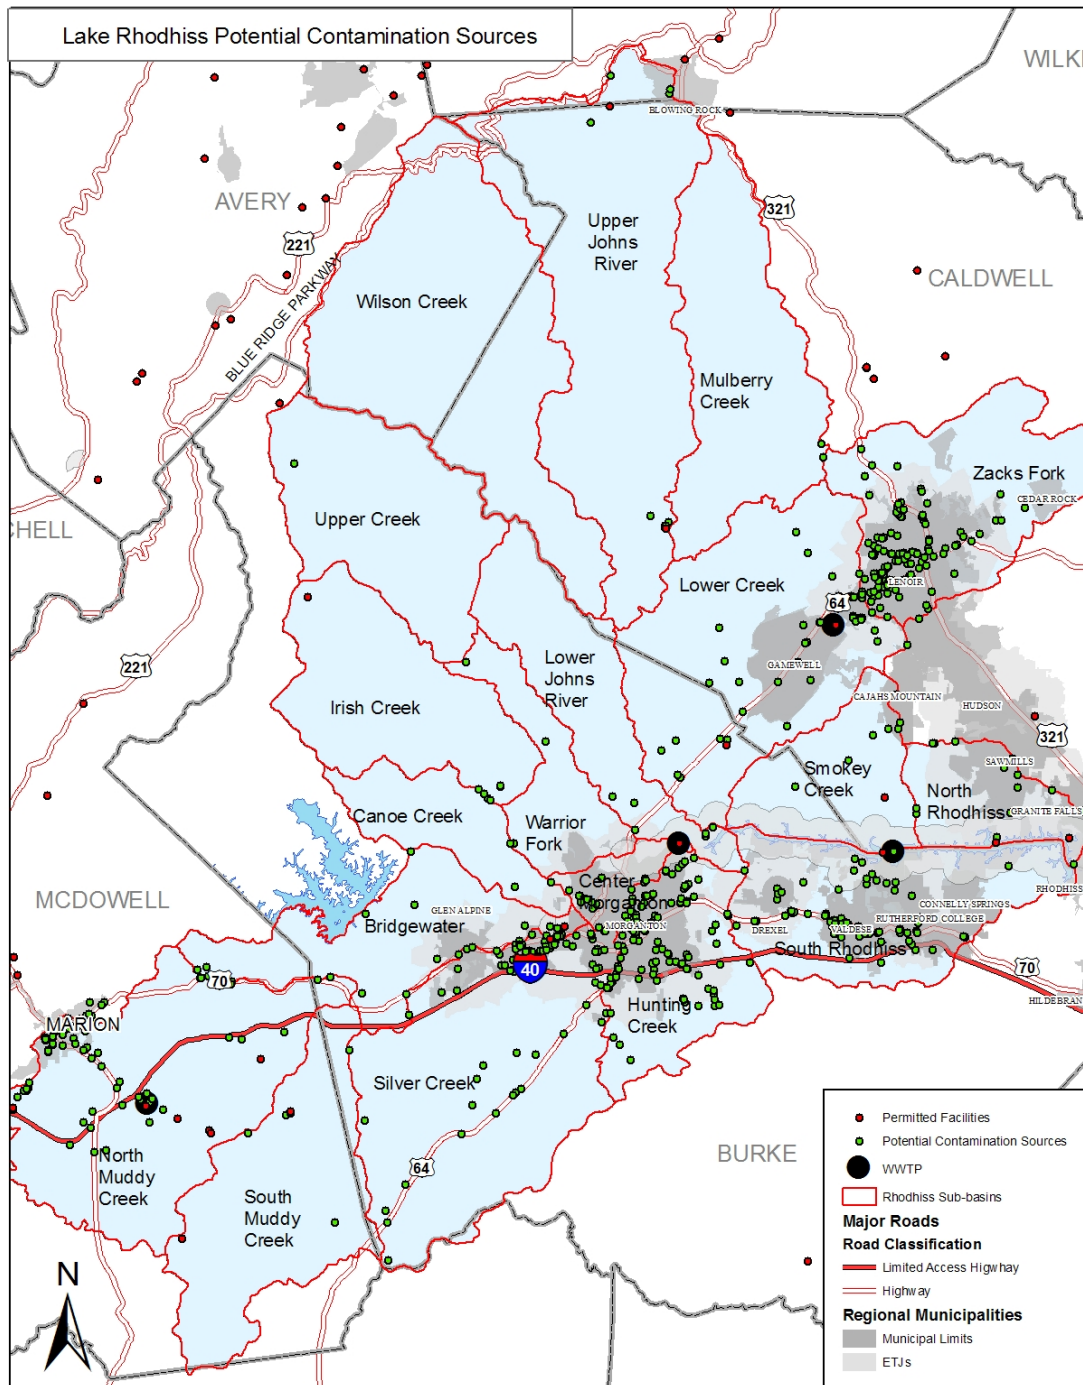 Lake Rhodhiss Potential Contamination Sources
WILK
BLOWING ROCK
AVERY
321
Upper
Johns
River
221
CALDWELL
BLUE RIDGE PARKWAY
Wilson Creek
Mulberry
Creek
Zacks Fork
CEDAR ROCK
Upper Creek
CHELL
LENOIR
Lower Creek
64
Lower
Johns
River
221
GAMEWELL
CAJAHS MOUNTAIN
Irish Creek
HUDSON
321
SAWMILLS
Smokey
Creek
North
Rhodhiss
GRANITE FALLS
Canoe Creek
Warrior
Fork
Center
Morganton
RHODHISS
MCDOWELL
GLEN ALPINE
Bridgewater
MORGANTON
CONNELLY SPRINGS
RUTHERFORD COLLEGE
DREXEL
VALDESE
South Rhodhiss
40
70
70
HILDEBRAN
Hunting
Creek
MARION
Silver Creek
64
BURKE
North
Muddy
Creek
South
Muddy
Creek
N
Permitted Facilities
Potential Contamination Sources
WWTP
Rhodhiss Sub-basins
Major Roads
Road Classification
Limited Access Higwhay
Highway
Regional Municipalities
Municipal Limits
ETJs